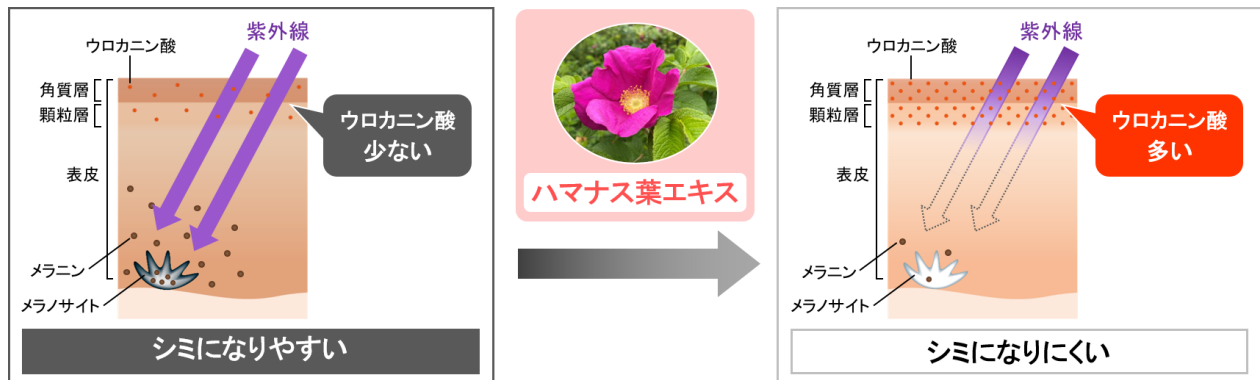 紫外線
ウロカニン酸
角質層
顆粒層
ウロカニン酸
少ない
表皮
メラニン
メラノサイト
シミになりやすい
ハマナス葉エキス
紫外線
ウロカニン酸
角質層
顆粒層
ウロカニン酸
多い
表皮
メラニン
メラノサイト
シミになりにくい